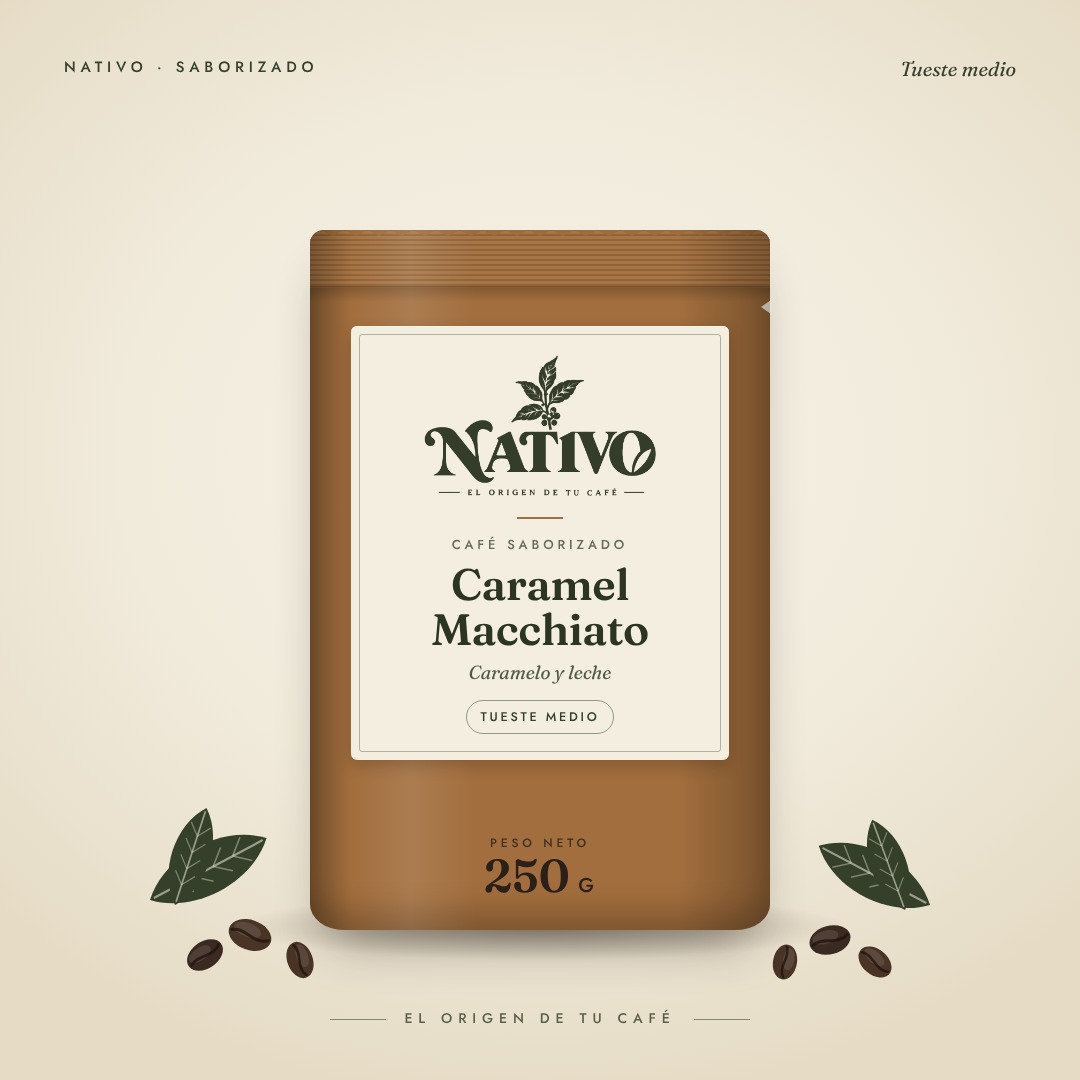 NATIVO · SABORIZADO
Tueste medio
NATIVO
EL ORIGEN DE TU CAFÉ
CAFÉ SABORIZADO
Caramel
Macchiato
Caramelo y leche
TUESTE MEDIO
PESO NETO
250 G
EL ORIGEN DE TU CAFÉ